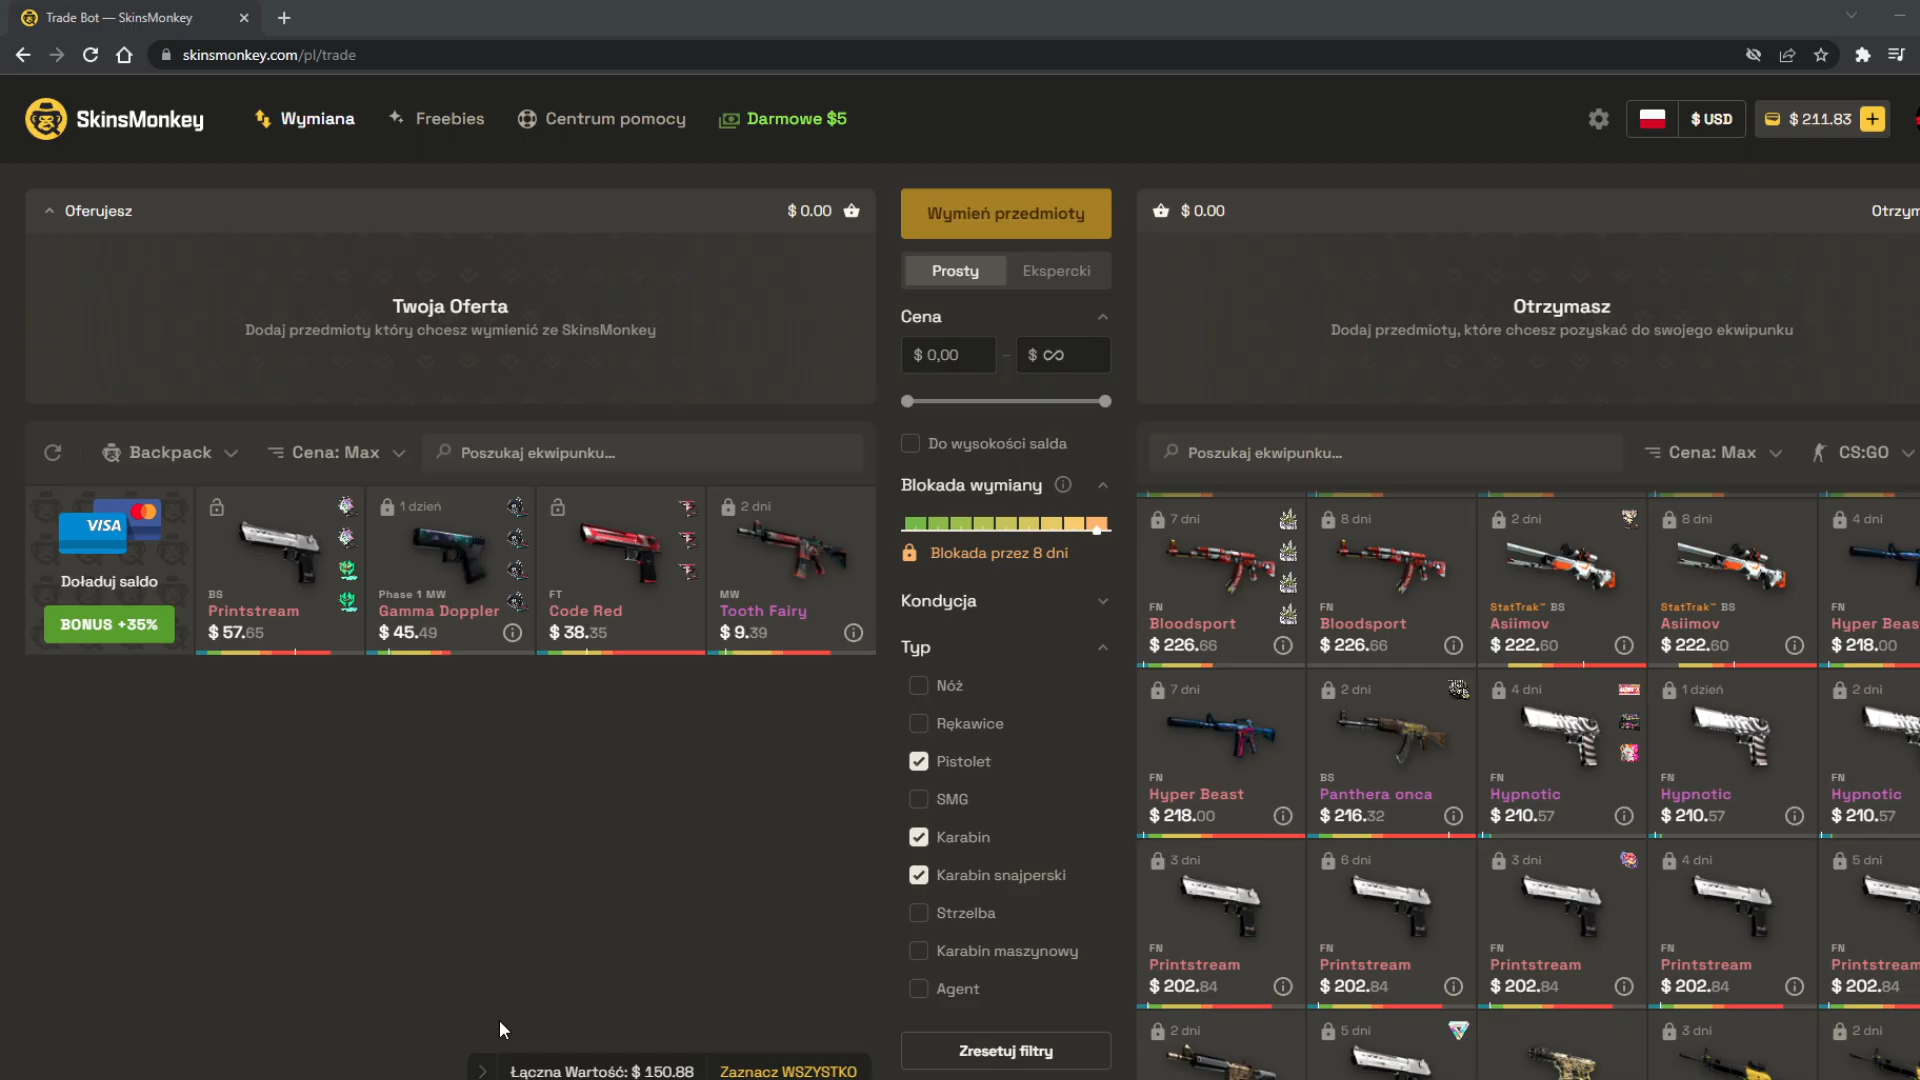 Trade Bot — SkinsMonkey
skinsmonkey.com/pl/trade
SkinsMonkey
Wymiana
Freebies
Centrum pomocy
Darmowe $5
$ USD
$ 211.83
Oferujesz
$ 0.00
Twoja Oferta
Dodaj przedmioty który chcesz wymienić ze SkinsMonkey
Backpack
Cena: Max
Poszukaj ekwipunku...
VISA
Doładuj saldo
BONUS +35%
BS
Printstream
$ 57.65
1 dzień
Phase 1 MW
Gamma Doppler
$ 45.49
FT
Code Red
$ 38.35
2 dni
MW
Tooth Fairy
$ 9.39
Łączna Wartość: $ 150.88
Zaznacz WSZYSTKO
Wymień przedmioty
Prosty
Ekspercki
Cena
$ 0,00
–
$ ∞
Do wysokości salda
Blokada wymiany
Blokada przez 8 dni
Kondycja
Typ
Nóż
Rękawice
Pistolet
SMG
Karabin
Karabin snajperski
Strzelba
Karabin maszynowy
Agent
Zresetuj filtry
$ 0.00
Otrzym
Otrzymasz
Dodaj przedmioty, które chcesz pozyskać do swojego ekwipunku
Poszukaj ekwipunku...
Cena: Max
CS:GO
7 dni
FN
Bloodsport
$ 226.66
8 dni
FN
Bloodsport
$ 226.66
2 dni
StatTrak™ BS
Asiimov
$ 222.60
8 dni
StatTrak™ BS
Asiimov
$ 222.60
4 dni
FN
Hyper Beas
$ 218.00
7 dni
FN
Hyper Beast
$ 218.00
2 dni
BS
Panthera onca
$ 216.32
4 dni
FN
Hypnotic
$ 210.57
1 dzień
FN
Hypnotic
$ 210.57
2 dni
FN
Hypnotic
$ 210.57
3 dni
FN
Printstream
$ 202.84
6 dni
FN
Printstream
$ 202.84
3 dni
FN
Printstream
$ 202.84
4 dni
FN
Printstream
$ 202.84
5 dni
FN
Printstream
$ 202.84
2 dni
5 dni
3 dni
2 dni